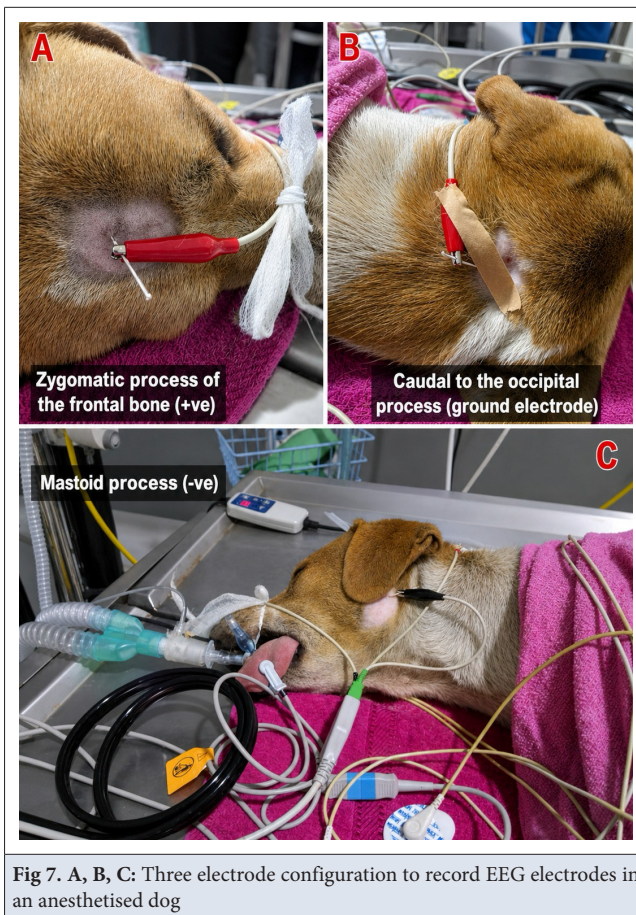 A
B
Zygomatic process of
the frontal bone (+ve)
Caudal to the occipital
process (ground electrode)
C
Mastoid process (-ve)
Fig 7. A, B, C: Three electrode configuration to record EEG electrodes in
an anesthetised dog